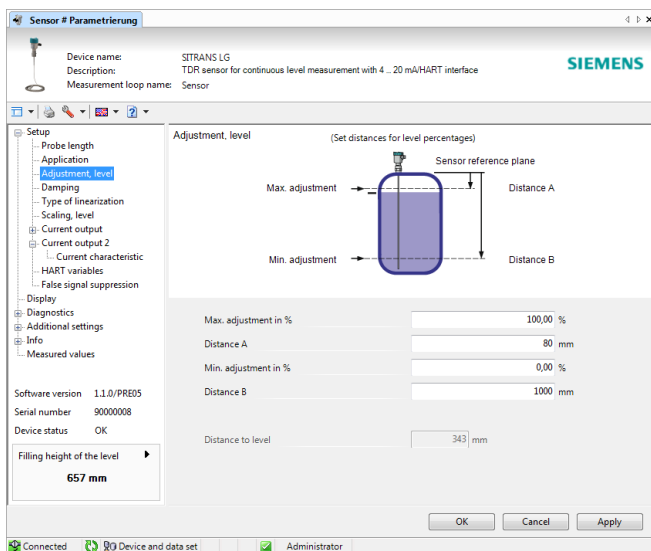 Sensor # Parametrierung
Device name: SITRANS LG
Description: TDR sensor for continuous level measurement with 4 .. 20 mA/HART interface
Measurement loop name: Sensor
SIEMENS
Setup
Probe length
Application
Adjustment, level
Damping
Type of linearization
Scaling, level
Current output
Current output 2
Current characteristic
HART variables
False signal suppression
Display
Diagnostics
Additional settings
Info
Measured values
Software version 1.1.0/PRE05
Serial number 90000008
Device status OK
Filling height of the level
657 mm
Adjustment, level
(Set distances for level percentages)
Sensor reference plane
Max. adjustment
Distance A
Min. adjustment
Distance B
Max. adjustment in % 100,00 %
Distance A 80 mm
Min. adjustment in % 0,00 %
Distance B 1000 mm
Distance to level 343 mm
OK Cancel Apply
Connected Device and data set Administrator